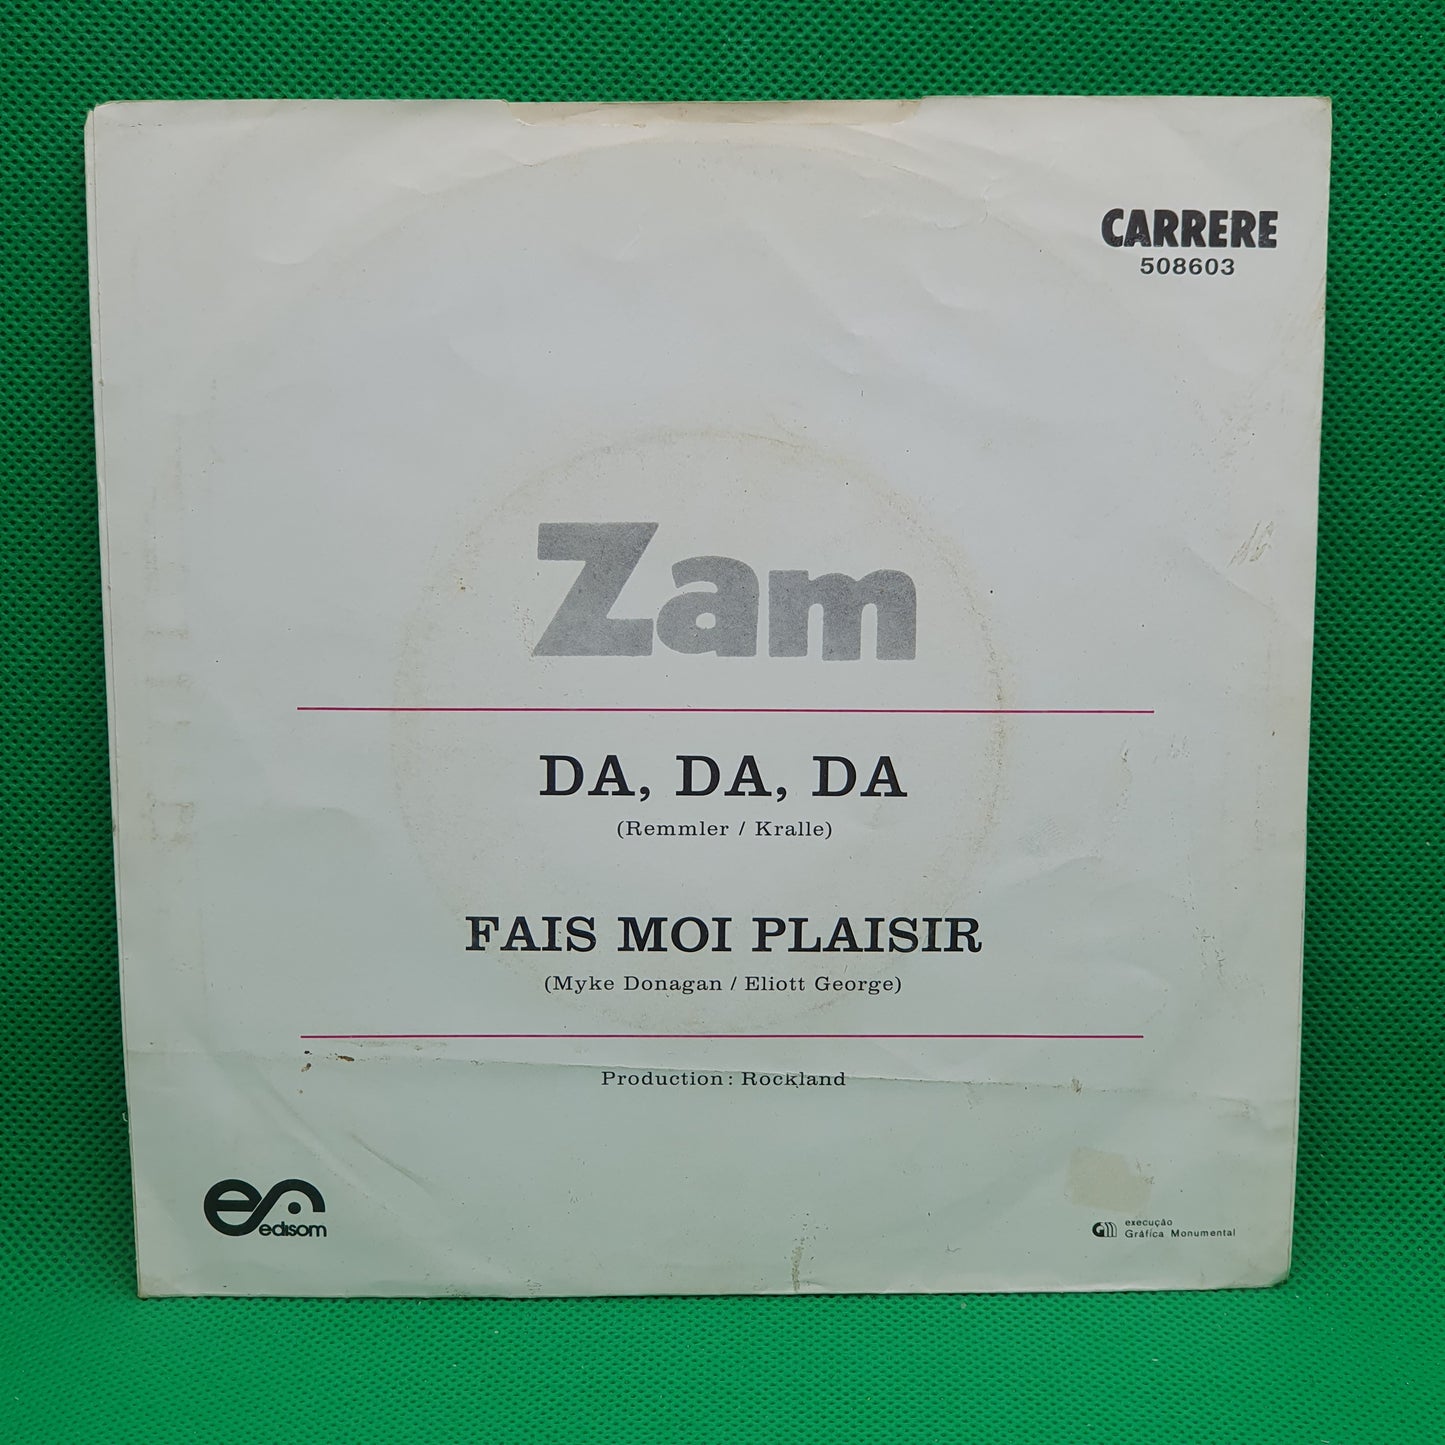 CARRERE
508603
Zam
DA, DA, DA
(Remmler / Kralle)
FAIS MOI PLAISIR
(Myke Donagan / Eliott George)
Production: Rockland
edisom
execução
Gráfica Monumental